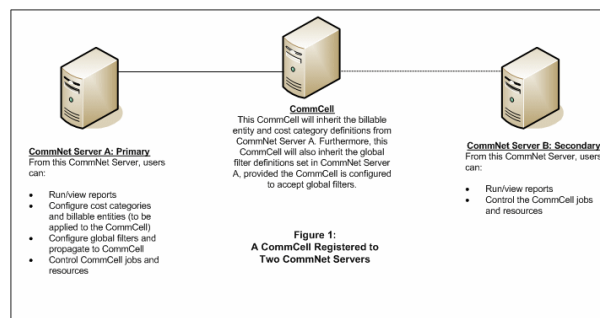 CommCell
This CommCell will inherit the billable
entity and cost category definitions from
CommNet Server A. Furthermore, this
CommCell will also inherit the global
filter definitions set in CommNet Server
A, provided the CommCell is configured
to accept global filters.
CommNet Server A: Primary
From this CommNet Server, users
can:
• Run/view reports
• Configure cost categories
and billable entities (to be
applied to the CommCell)
• Configure global filters and
propagate to CommCell
• Control CommCell jobs and
resources
CommNet Server B: Secondary
From this CommNet Server, users
can:
• Run/view reports
• Control the CommCell jobs
and resources
Figure 1:
A CommCell Registered to
Two CommNet Servers